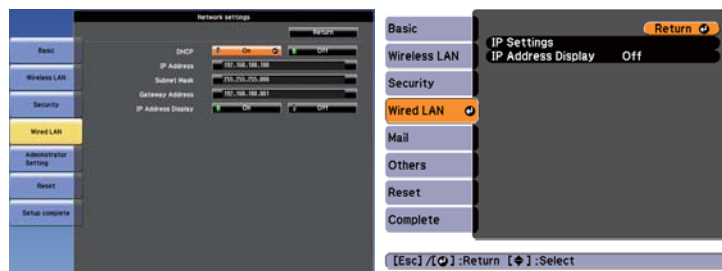 Network settings
Return
Basic
Wireless LAN
Security
Wired LAN
Administrator
Setting
Reset
Setup complete
DHCP On Off
IP Address 192.168.100.100
Subnet Mask 255.255.255.000
Gateway Address 192.168.100.001
IP Address Display On Off
Basic
Wireless LAN
Security
Wired LAN
Mail
Others
Reset
Complete
Return
IP Settings
IP Address Display Off
[Esc] /[ ] :Return [ ] :Select